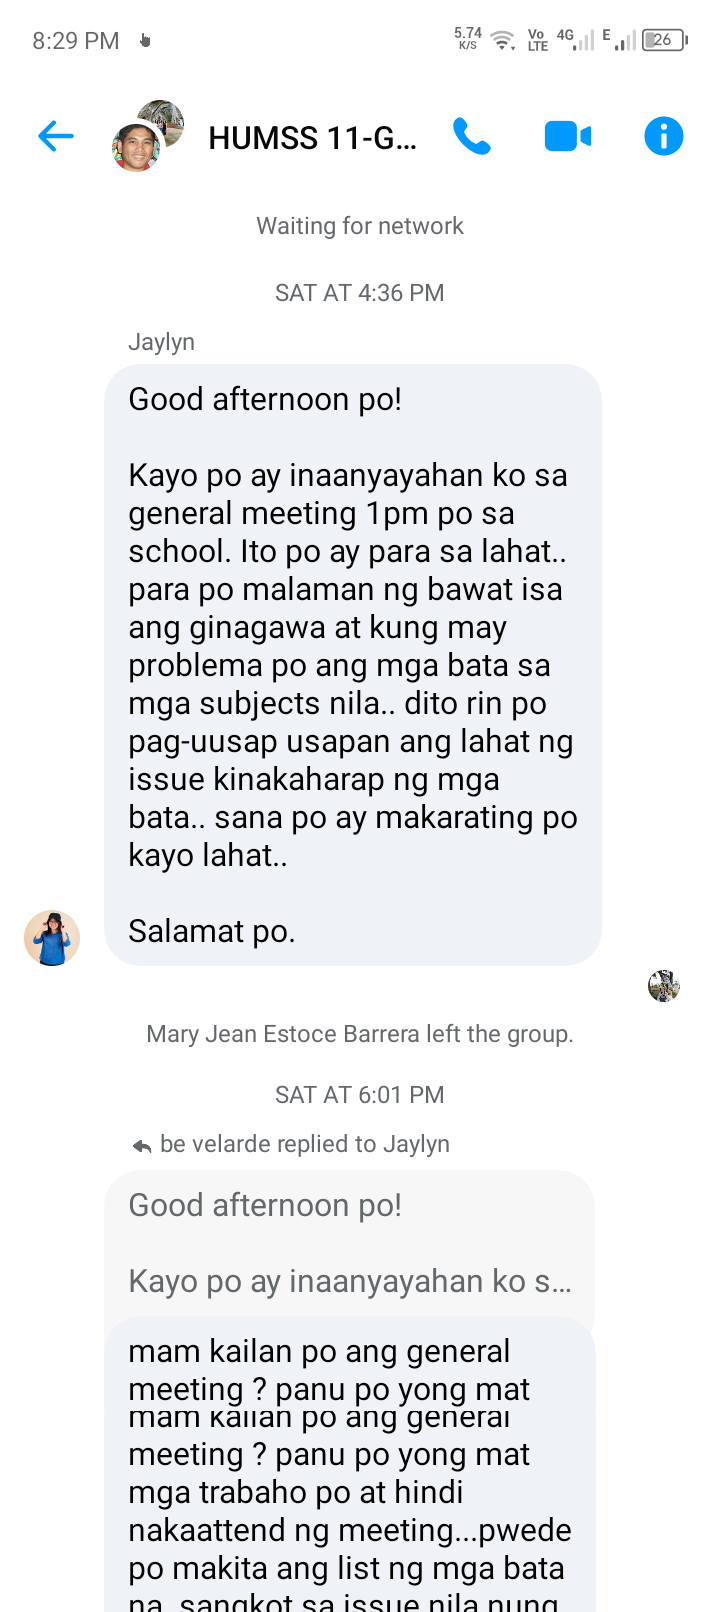 8:29 PM
5.74 K/S
Vo LTE
4G
E
26
HUMSS 11-G...
Waiting for network
SAT AT 4:36 PM
Jaylyn
Good afternoon po!
Kayo po ay inaanyayahan ko sa
general meeting 1pm po sa
school. Ito po ay para sa lahat..
para po malaman ng bawat isa
ang ginagawa at kung may
problema po ang mga bata sa
mga subjects nila.. dito rin po
pag-uusap usapan ang lahat ng
issue kinakaharap ng mga
bata.. sana po ay makarating po
kayo lahat..
Salamat po.
Mary Jean Estoce Barrera left the group.
SAT AT 6:01 PM
be velarde replied to Jaylyn
Good afternoon po!
Kayo po ay inaanyayahan ko s...
mam kailan po ang general
meeting ? panu po yong mat
mam kailan po ang general
meeting ? panu po yong mat
mga trabaho po at hindi
nakaattend ng meeting...pwede
po makita ang list ng mga bata
na sangkot sa issue nila nung